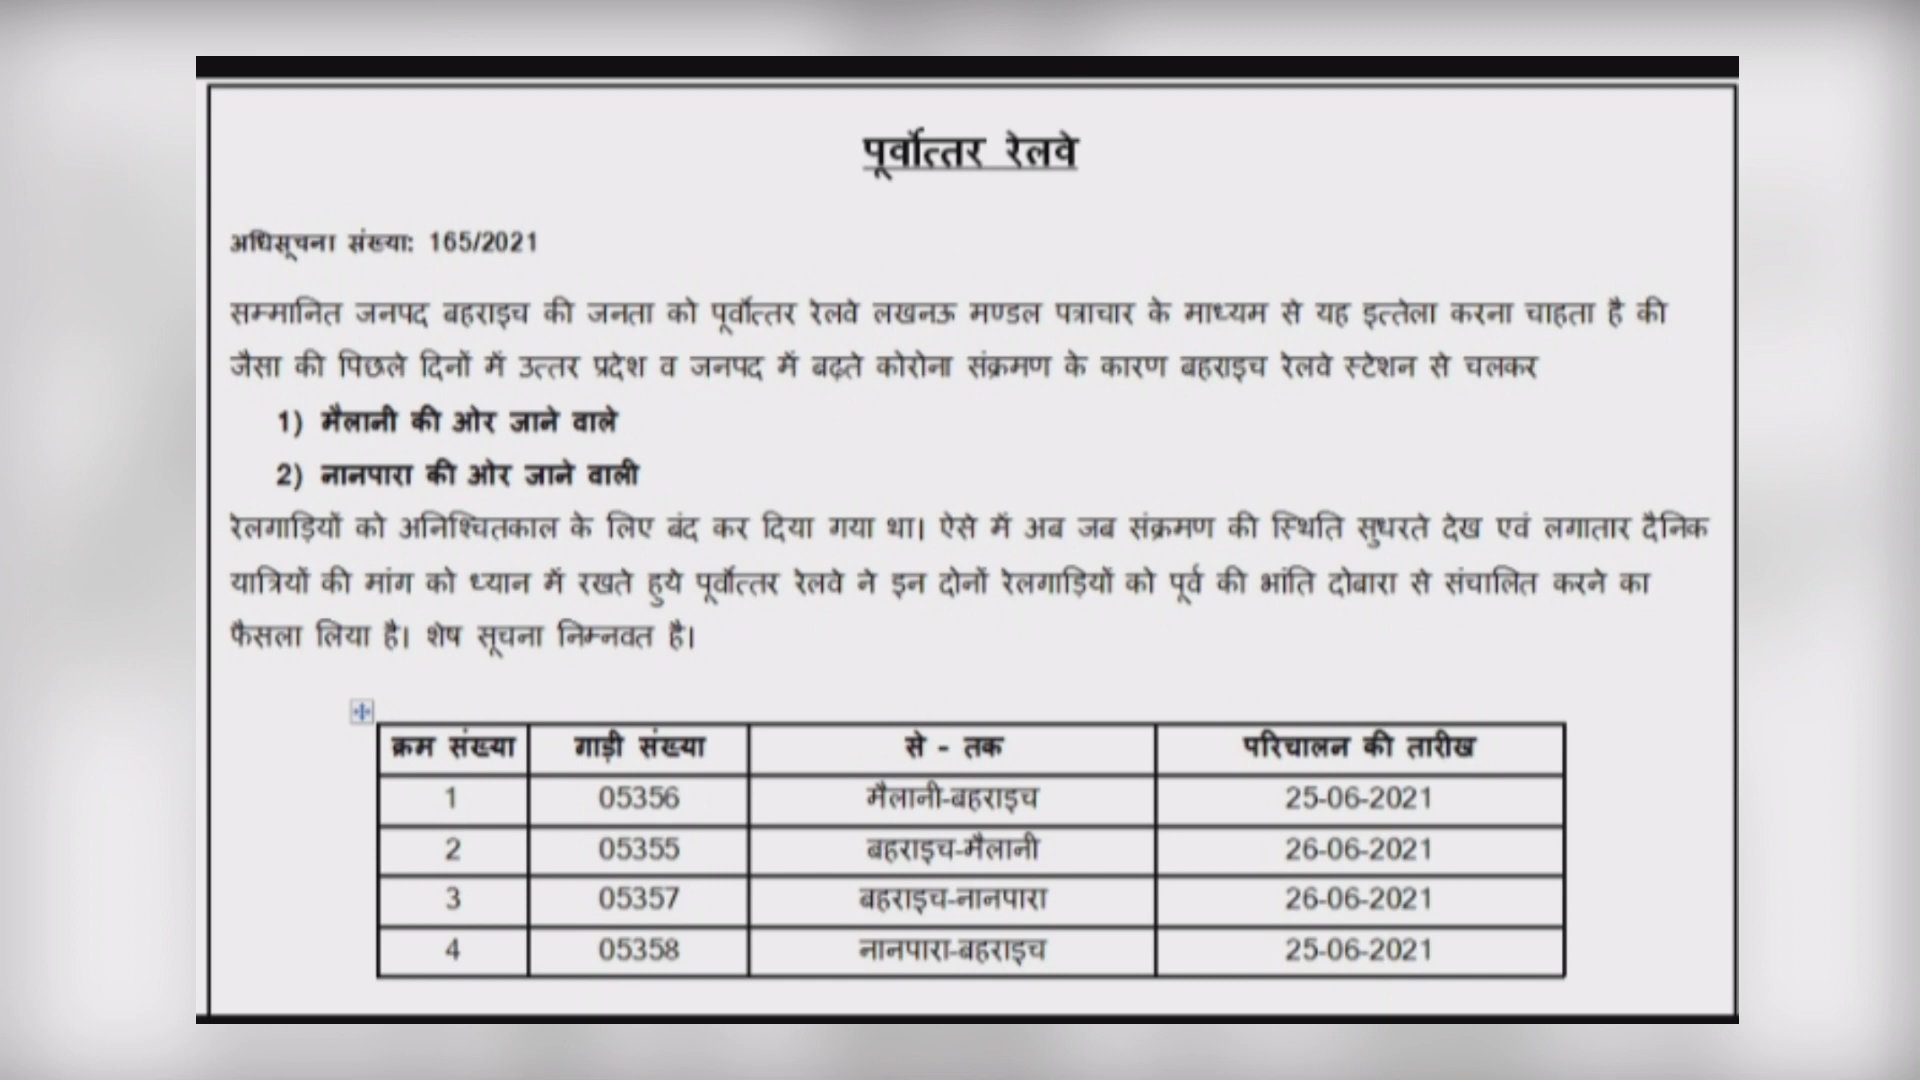 पूर्वोत्तर रेलवे
अधिसूचना संख्या: 165/2021
सम्मानित जनपद बहराइच की जनता को पूर्वोत्तर रेलवे लखनऊ मण्डल पत्राचार के माध्यम से यह इत्तेला करना चाहता है की
जैसा की पिछले दिनों में उत्तर प्रदेश व जनपद में बढ़ते कोरोना संक्रमण के कारण बहराइच रेलवे स्टेशन से चलकर
1) मैलानी की ओर जाने वाले
2) नानपारा की ओर जाने वाली
रेलगाड़ियों को अनिश्चितकाल के लिए बंद कर दिया गया था। ऐसे में अब जब संक्रमण की स्थिति सुधरते देख एवं लगातार दैनिक
यात्रियों की मांग को ध्यान में रखते हुये पूर्वोत्तर रेलवे ने इन दोनों रेलगाड़ियों को पूर्व की भांति दोबारा से संचालित करने का
फैसला लिया है। शेष सूचना निम्नवत है।
क्रम संख्या गाड़ी संख्या से - तक परिचालन की तारीख
1 05356 मैलानी-बहराइच 25-06-2021
2 05355 बहराइच-मैलानी 26-06-2021
3 05357 बहराइच-नानपारा 26-06-2021
4 05358 नानपारा-बहराइच 25-06-2021